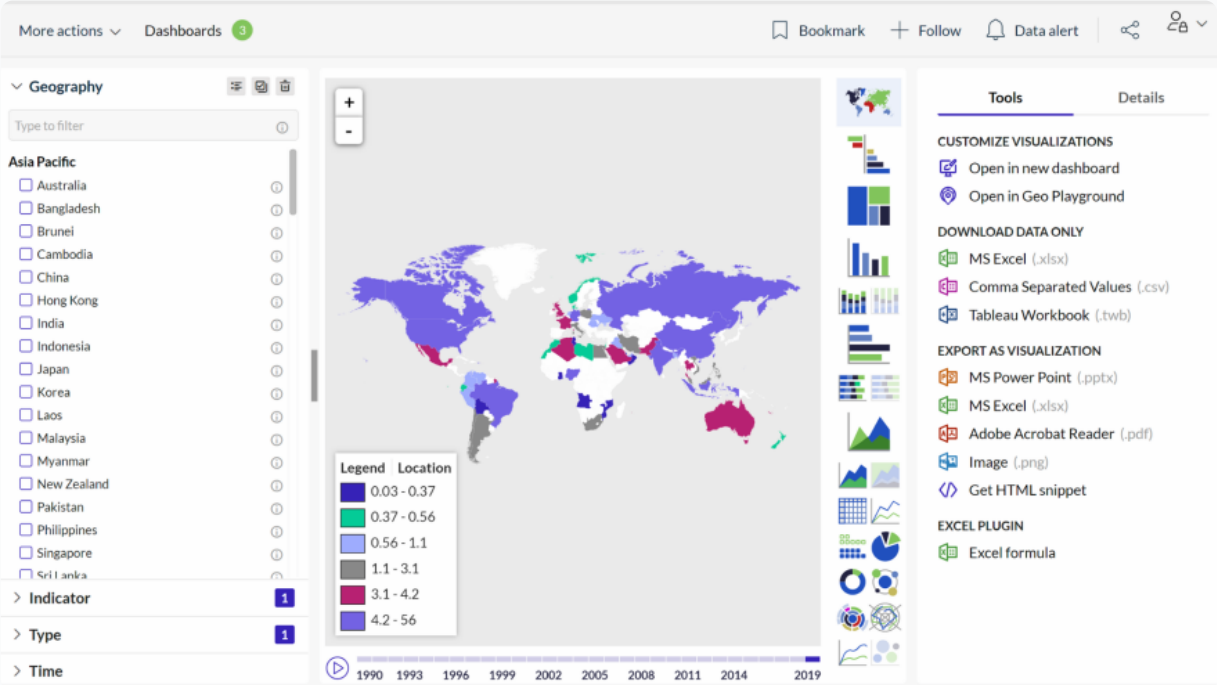 More actions
Dashboards 3
Bookmark
Follow
Data alert
Geography
Type to filter
Asia Pacific
Australia
Bangladesh
Brunei
Cambodia
China
Hong Kong
India
Indonesia
Japan
Korea
Laos
Malaysia
Myanmar
New Zealand
Pakistan
Philippines
Singapore
Sri Lanka
Indicator 1
Type 1
Time
+
-
Legend Location
0.03 - 0.37
0.37 - 0.56
0.56 - 1.1
1.1 - 3.1
3.1 - 4.2
4.2 - 56
1990 1993 1996 1999 2002 2005 2008 2011 2014 2019
Tools Details
CUSTOMIZE VISUALIZATIONS
Open in new dashboard
Open in Geo Playground
DOWNLOAD DATA ONLY
MS Excel (.xlsx)
Comma Separated Values (.csv)
Tableau Workbook (.twb)
EXPORT AS VISUALIZATION
MS Power Point (.pptx)
MS Excel (.xlsx)
Adobe Acrobat Reader (.pdf)
Image (.png)
Get HTML snippet
EXCEL PLUGIN
Excel formula